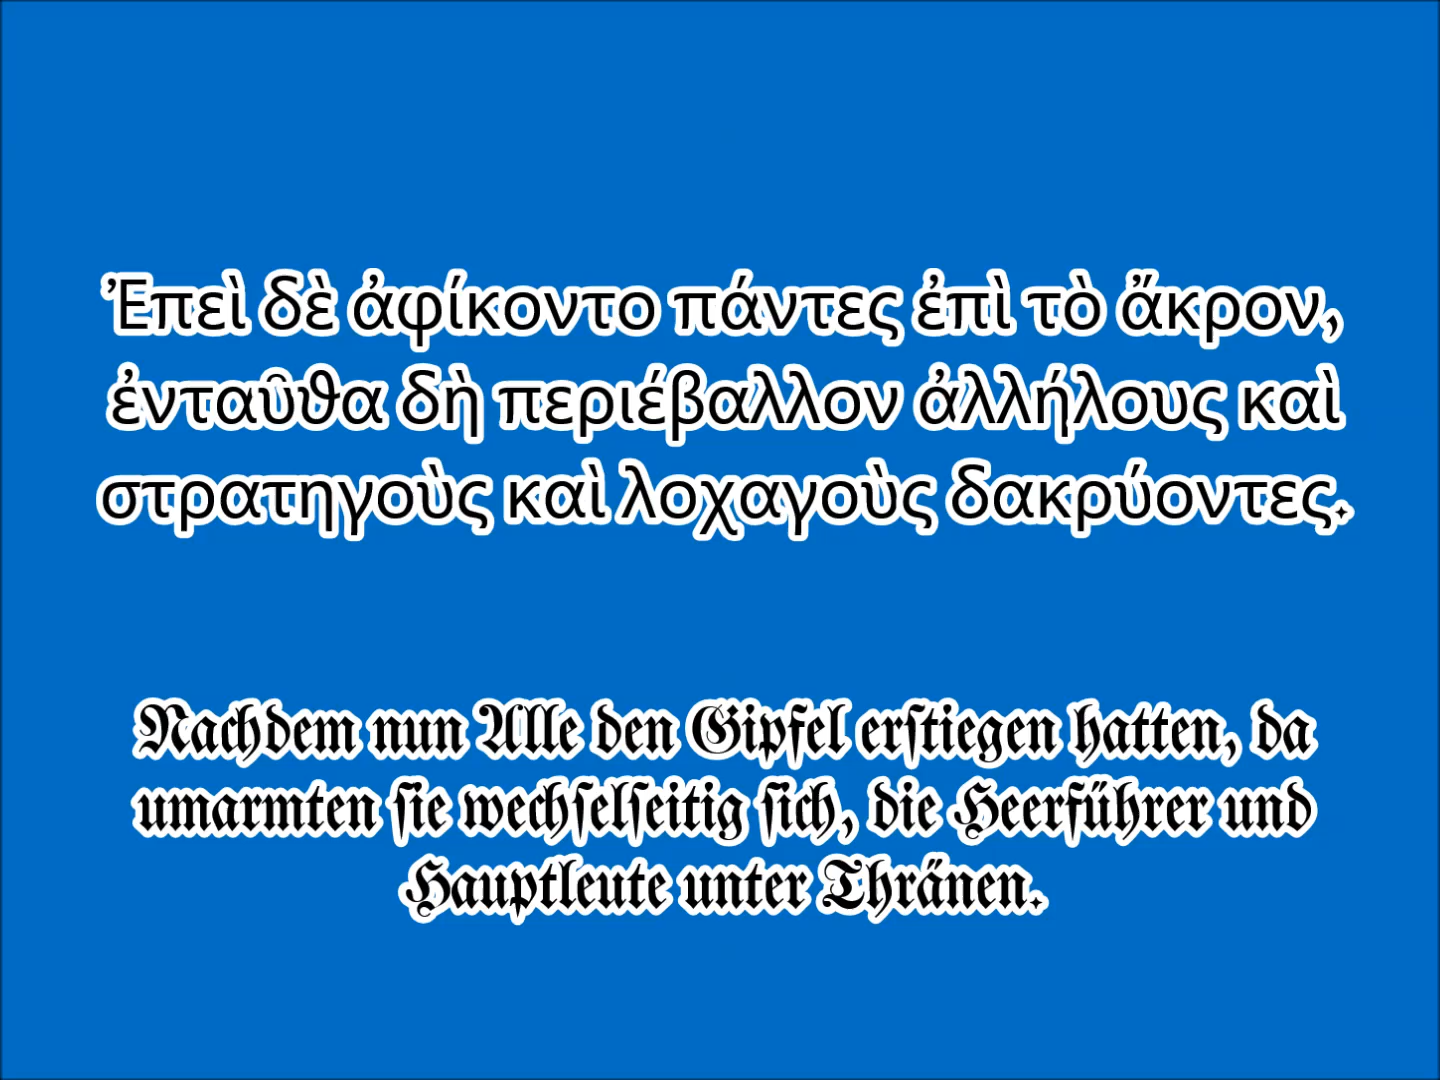 Ἐπεὶ δὲ ἀφίκοντο πάντες ἐπὶ τὸ ἄκρον,
ἐνταῦθα δὴ περιέβαλλον ἀλλήλους καὶ
στρατηγοὺς καὶ λοχαγοὺς δακρύοντες.
Nachdem nun Alle den Gipfel erſtiegen hatten, da
umarmten ſie wechſelſeitig ſich, die Heerführer und
Hauptleute unter Thränen.